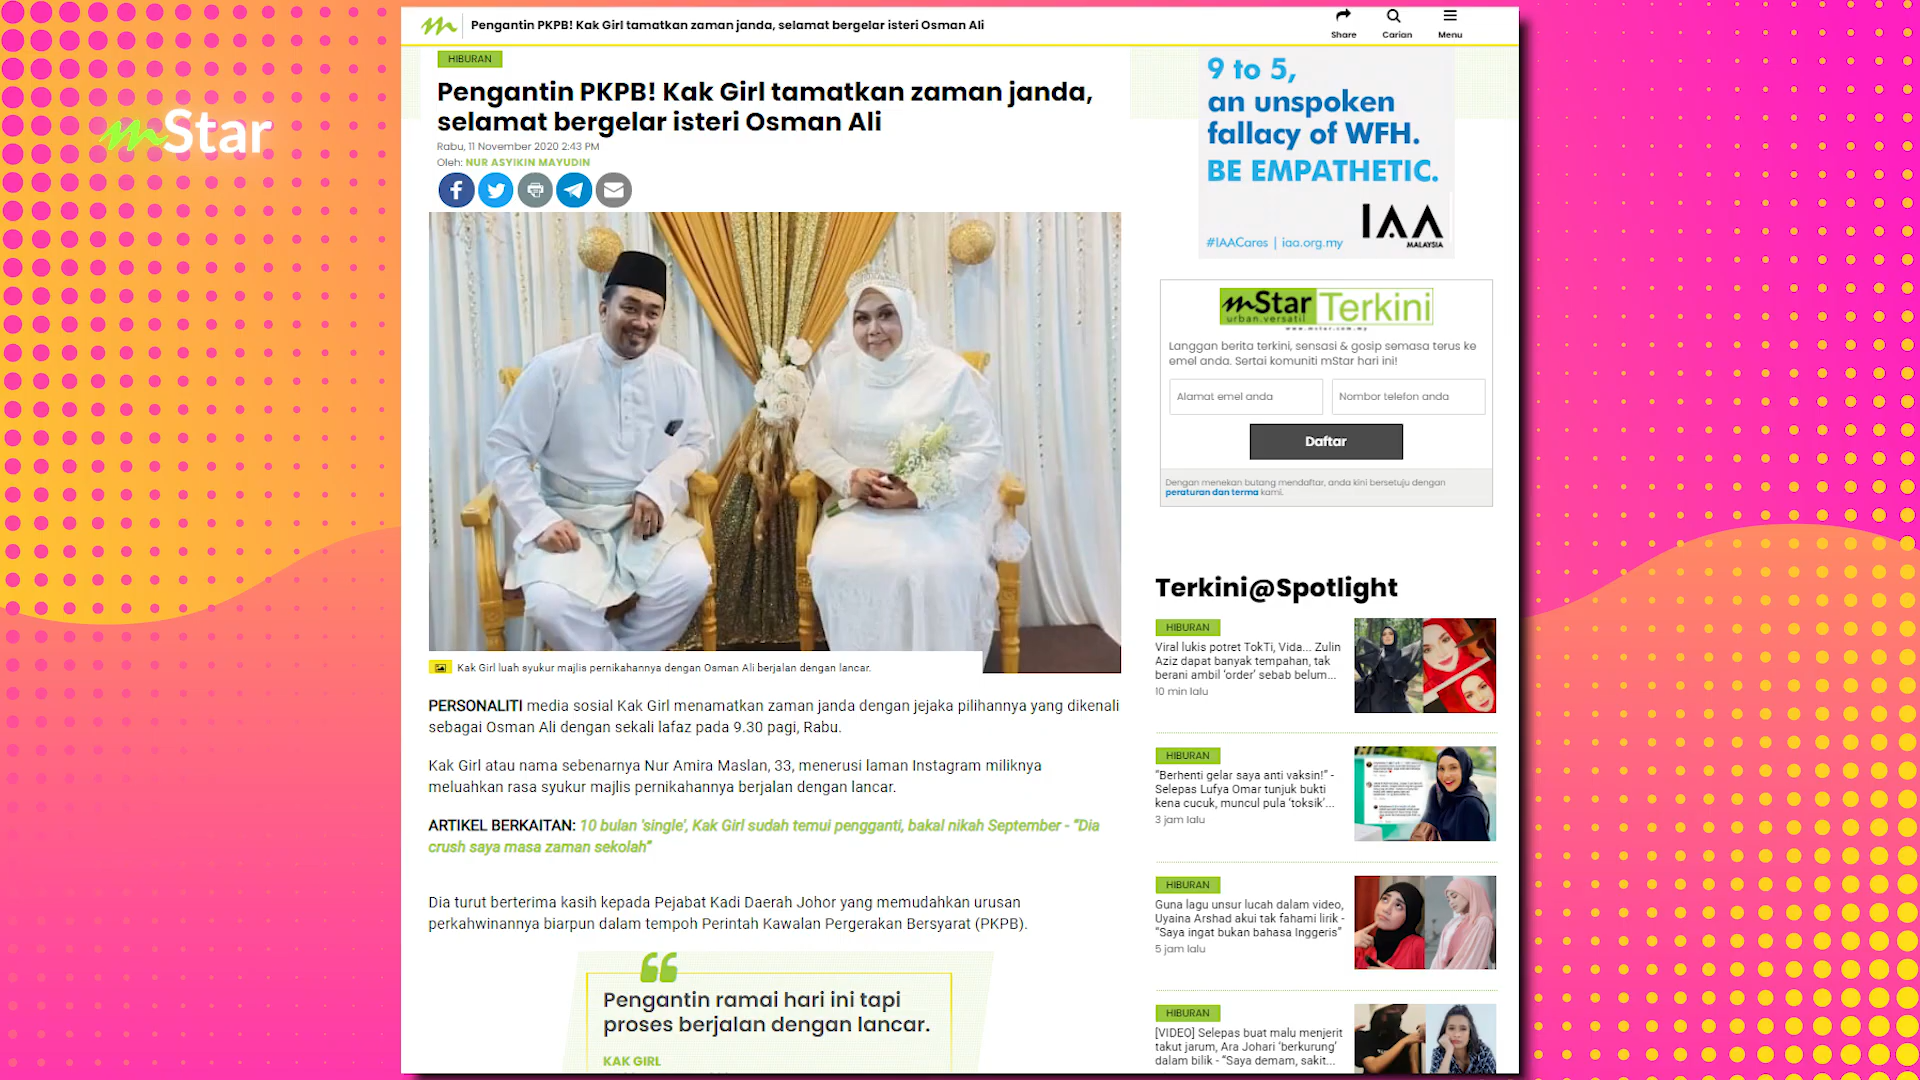 mStar
Pengantin PKPB! Kak Girl tamatkan zaman janda, selamat bergelar isteri Osman Ali
Share
Carian
Menu
HIBURAN
Pengantin PKPB! Kak Girl tamatkan zaman janda,
selamat bergelar isteri Osman Ali
Rabu, 11 November 2020 2:43 PM
Oleh: NUR ASYIKIN MAYUDIN
Kak Girl luah syukur majlis pernikahannya dengan Osman Ali berjalan dengan lancar.
PERSONALITI media sosial Kak Girl menamatkan zaman janda dengan jejaka pilihannya yang dikenali
sebagai Osman Ali dengan sekali lafaz pada 9.30 pagi, Rabu.
Kak Girl atau nama sebenarnya Nur Amira Maslan, 33, menerusi laman Instagram miliknya
meluahkan rasa syukur majlis pernikahannya berjalan dengan lancar.
ARTIKEL BERKAITAN: 10 bulan 'single', Kak Girl sudah temui pengganti, bakal nikah September - "Dia
crush saya masa zaman sekolah"
Dia turut berterima kasih kepada Pejabat Kadi Daerah Johor yang memudahkan urusan
perkahwinannya biarpun dalam tempoh Perintah Kawalan Pergerakan Bersyarat (PKPB).
Pengantin ramai hari ini tapi
proses berjalan dengan lancar.
KAK GIRL
9 to 5,
an unspoken
fallacy of WFH.
BE EMPATHETIC.
IAA
MALAYSIA
#IAACares | iaa.org.my
mStar Terkini
urban.versatil
www.mstar.com.my
Langgan berita terkini, sensasi & gosip semasa terus ke
emel anda. Sertai komuniti mStar hari ini!
Alamat emel anda
Nombor telefon anda
Daftar
Dengan menekan butang mendaftar, anda kini bersetuju dengan
peraturan dan terma kami.
Terkini@Spotlight
HIBURAN
Viral lukis potret TokTi, Vida... Zulin
Aziz dapat banyak tempahan, tak
berani ambil 'order' sebab belum...
10 min lalu
HIBURAN
"Berhenti gelar saya anti vaksin!" -
Selepas Lufya Omar tunjuk bukti
kena cucuk, muncul pula 'toksik'...
3 jam lalu
HIBURAN
Guna lagu unsur lucah dalam video,
Uyaina Arshad akui tak fahami lirik -
"Saya ingat bukan bahasa Inggeris"
5 jam lalu
HIBURAN
[VIDEO] Selepas buat malu menjerit
takut jarum, Ara Johari 'berkurung'
dalam bilik - "Saya demam, sakit...